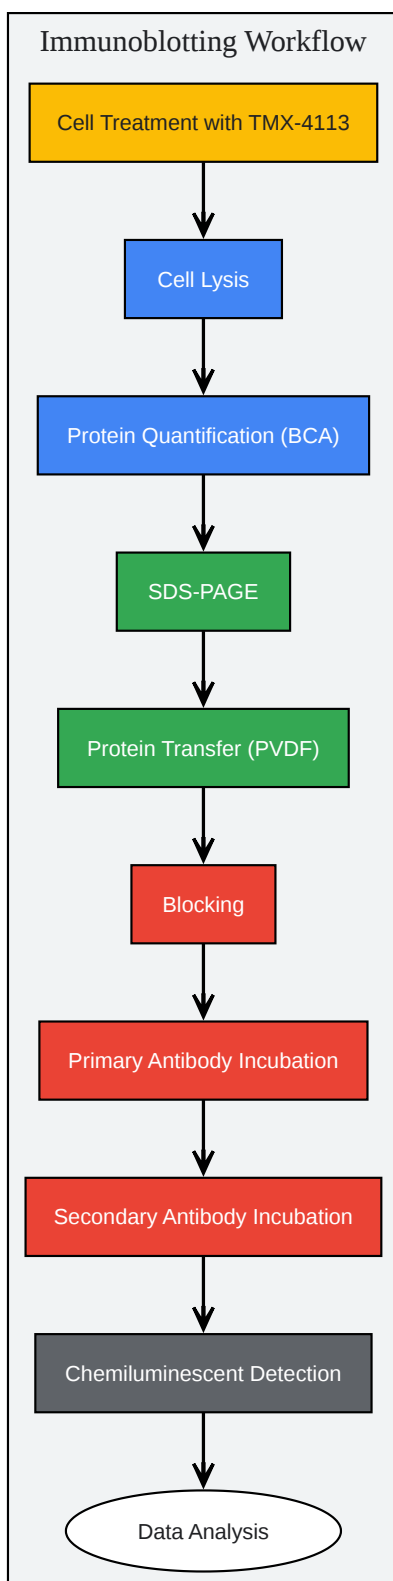 Immunoblotting Workflow
Cell Treatment with TMX-4113
Cell Lysis
Protein Quantification (BCA)
SDS-PAGE
Protein Transfer (PVDF)
Blocking
Primary Antibody Incubation
Secondary Antibody Incubation
Chemiluminescent Detection
Data Analysis